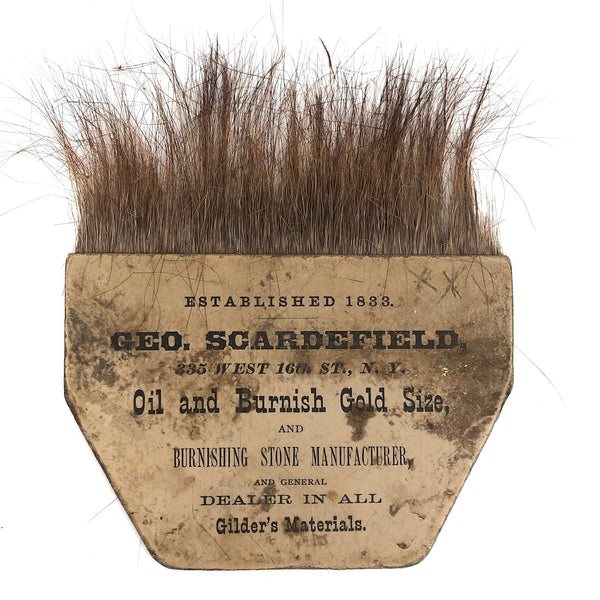 XX
ESTABLISHED 1833.
GEO. SCARDEFIELD,
335 WEST 16th ST., N. Y.
Oil and Burnish Gold Size,
AND
BURNISHING STONE MANUFACTURER,
AND GENERAL
DEALER IN ALL
Gilder's Materials.